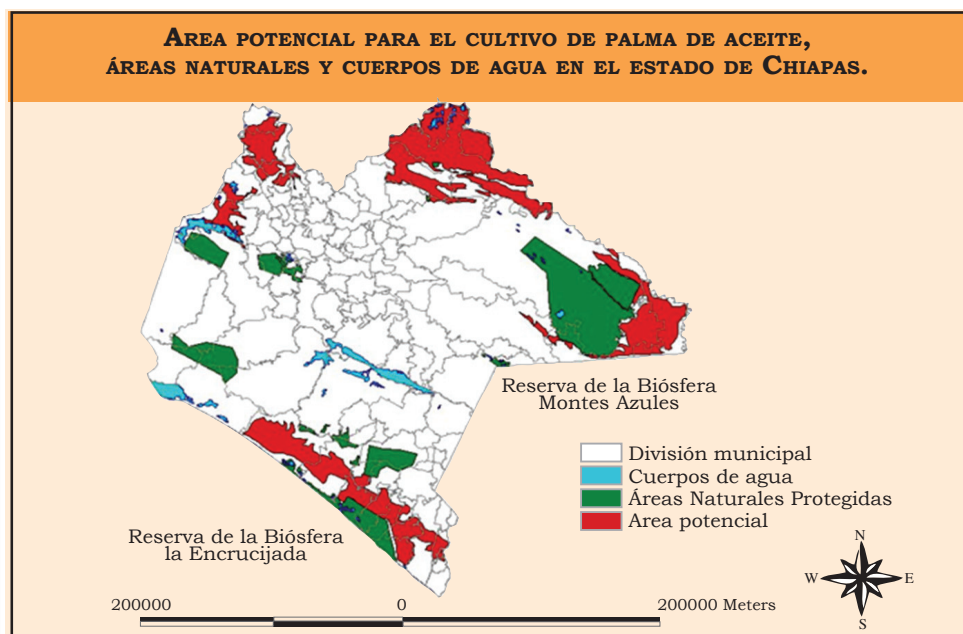 AREA POTENCIAL PARA EL CULTIVO DE PALMA DE ACEITE,
ÁREAS NATURALES Y CUERPOS DE AGUA EN EL ESTADO DE CHIAPAS.
Reserva de la Biósfera
Montes Azules
División municipal
Cuerpos de agua
Áreas Naturales Protegidas
Area potencial
Reserva de la Biósfera
la Encrucijada
N
W E
S
200000 0 200000 Meters